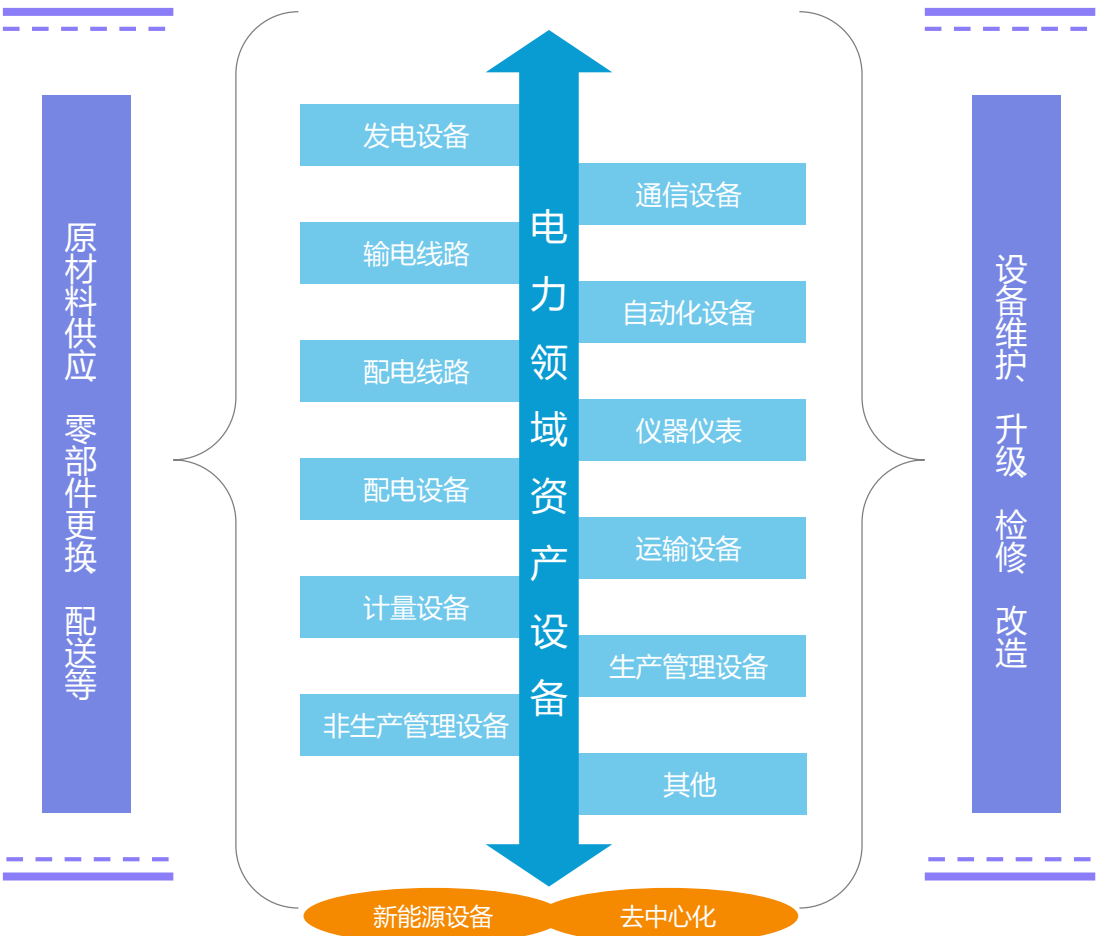 原材料供应、零部件更换、配送等
发电设备
输电线路
配电线路
配电设备
计量设备
非生产管理设备
电力领域资产设备
通信设备
自动化设备
仪器仪表
运输设备
生产管理设备
其他
设备维护、升级、检修、改造
新能源设备
去中心化